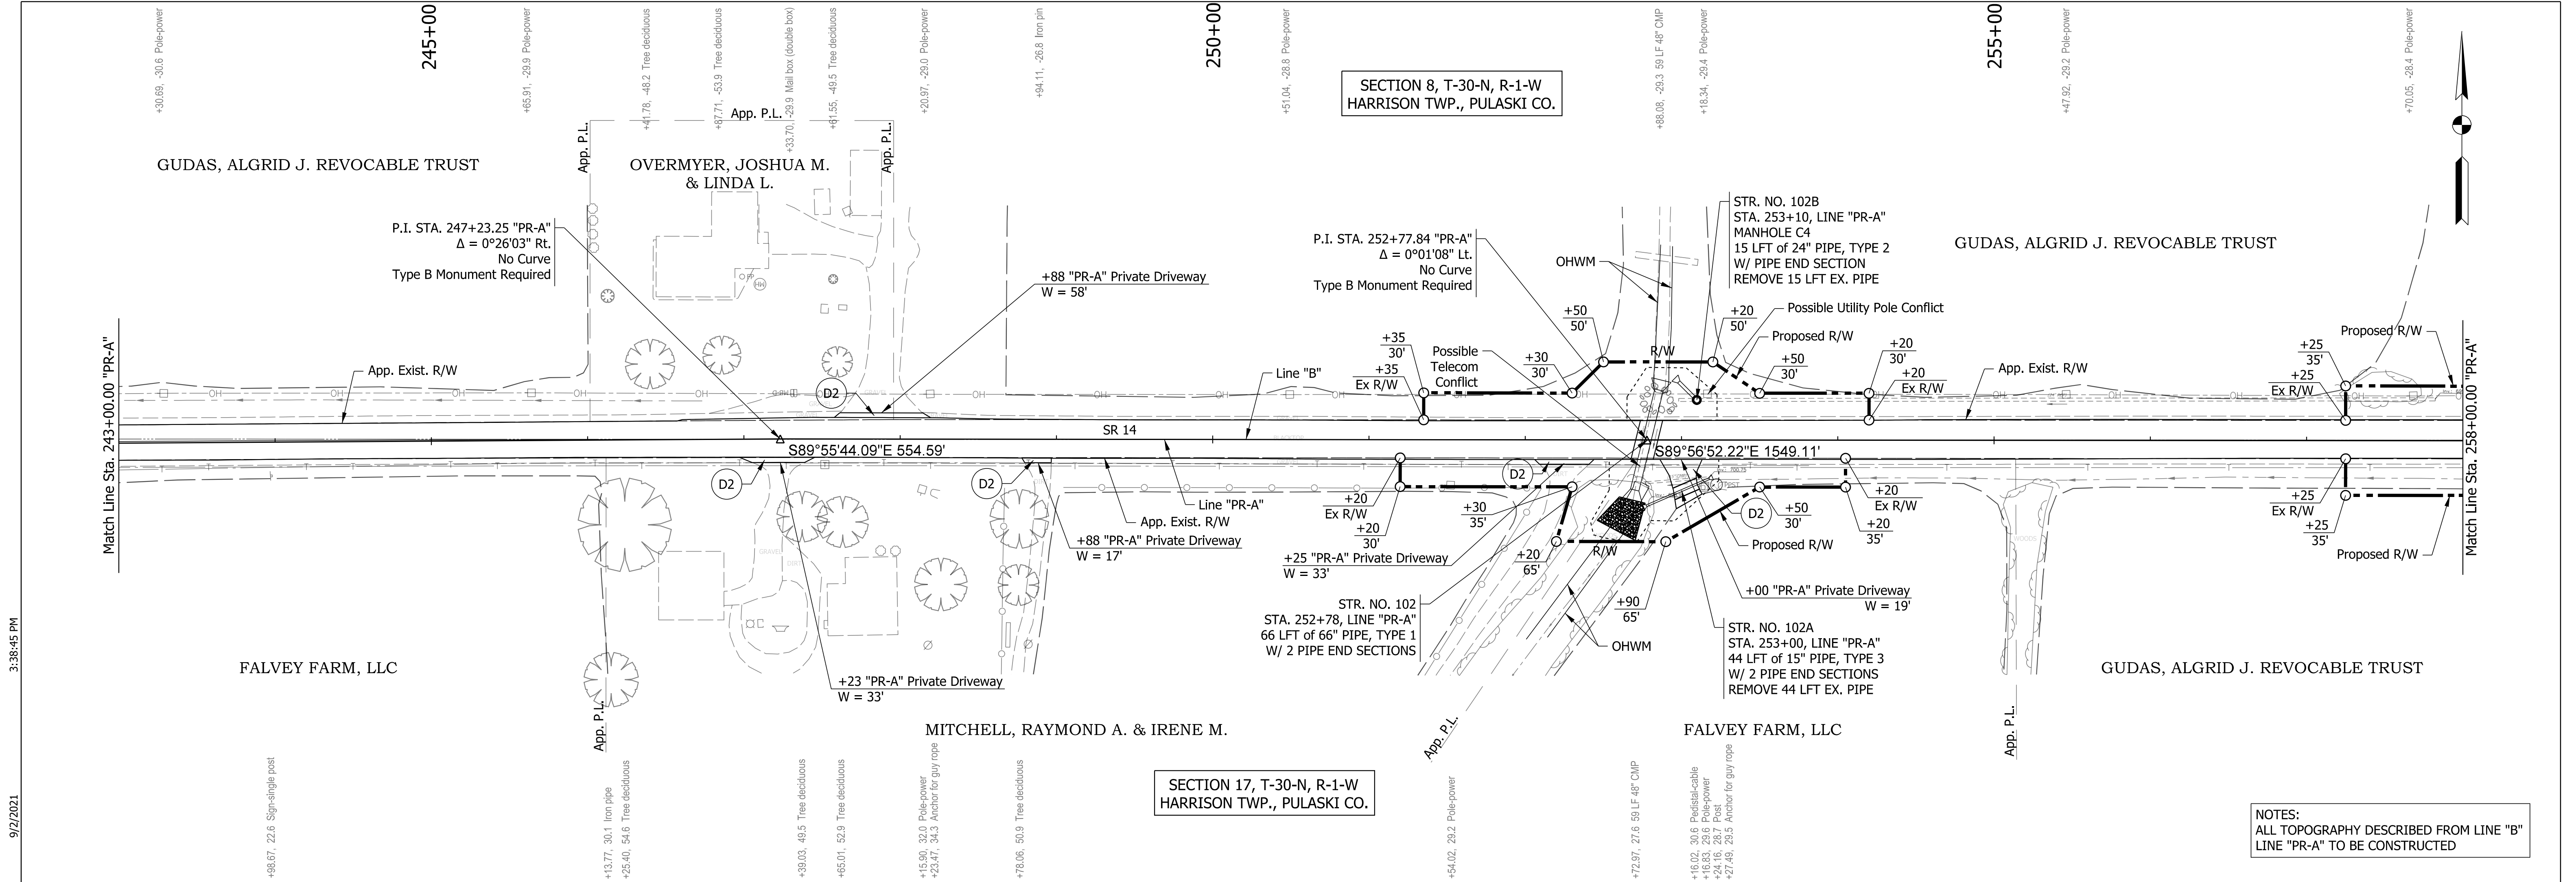 +30.69, -30.6 Pole-power
245+00
+65.91, -29.9 Pole-power
+41.78, -48.2 Tree deciduous
+87.71, -53.9 Tree deciduous
+33.70, -29.9 Mail box (double box)
+61.55, -49.5 Tree deciduous
+20.97, -29.0 Pole-power
+94.11, -26.8 Iron pin
250+00
+51.04, -28.8 Pole-power
+88.08, -29.3 59 LF 48" CMP
+18.34, -29.4 Pole-power
255+00
+47.92, -29.2 Pole-power
+70.05, -28.4 Pole-power
SECTION 8, T-30-N, R-1-W
HARRISON TWP., PULASKI CO.
App. P.L.
App. P.L.
App. P.L.
GUDAS, ALGRID J. REVOCABLE TRUST
OVERMYER, JOSHUA M.
& LINDA L.
P.I. STA. 247+23.25 "PR-A"
Δ = 0°26'03" Rt.
No Curve
Type B Monument Required
+88 "PR-A" Private Driveway
W = 58'
P.I. STA. 252+77.84 "PR-A"
Δ = 0°01'08" Lt.
No Curve
Type B Monument Required
OHWM
STR. NO. 102B
STA. 253+10, LINE "PR-A"
MANHOLE C4
15 LFT of 24" PIPE, TYPE 2
W/ PIPE END SECTION
REMOVE 15 LFT EX. PIPE
GUDAS, ALGRID J. REVOCABLE TRUST
Possible Utility Pole Conflict
Proposed R/W
+50
50'
+20
50'
R/W
+35
30'
+35
Ex R/W
Possible
Telecom
Conflict
+30
30'
+50
30'
+20
30'
+20
Ex R/W
App. Exist. R/W
Proposed R/W
+25
35'
+25
Ex R/W
Match Line Sta. 243+00.00 "PR-A"
App. Exist. R/W
HW
D2
Line "B"
SR 14
S89°55'44.09"E 554.59'
S89°56'52.22"E 1549.11'
Match Line Sta. 258+00.00 "PR-A"
D2
D2
D2
D2
GRAVEL
WOODS
Line "PR-A"
App. Exist. R/W
+88 "PR-A" Private Driveway
W = 17'
+20
Ex R/W
+20
30'
+30
35'
+20
65'
R/W
+25 "PR-A" Private Driveway
W = 33'
+50
30'
+20
Ex R/W
+20
35'
Proposed R/W
+25
Ex R/W
+25
35'
Proposed R/W
+00 "PR-A" Private Driveway
W = 19'
+90
65'
OHWM
STR. NO. 102
STA. 252+78, LINE "PR-A"
66 LFT of 66" PIPE, TYPE 1
W/ 2 PIPE END SECTIONS
STR. NO. 102A
STA. 253+00, LINE "PR-A"
44 LFT of 15" PIPE, TYPE 3
W/ 2 PIPE END SECTIONS
REMOVE 44 LFT EX. PIPE
FALVEY FARM, LLC
+23 "PR-A" Private Driveway
W = 33'
GUDAS, ALGRID J. REVOCABLE TRUST
App. P.L.
MITCHELL, RAYMOND A. & IRENE M.
App. P.L.
FALVEY FARM, LLC
App. P.L.
SECTION 17, T-30-N, R-1-W
HARRISON TWP., PULASKI CO.
+98.67, 22.6 Sign-single post
+13.77, 30.1 Iron pipe
+25.40, 54.6 Tree deciduous
+39.03, 49.5 Tree deciduous
+65.01, 52.9 Tree deciduous
+15.90, 32.0 Pole-power
+23.47, 34.3 Anchor for guy rope
+78.06, 50.9 Tree deciduous
+54.02, 29.2 Pole-power
+72.97, 27.6 59 LF 48" CMP
+16.02, 30.6 Pedistal-cable
+16.83, 29.6 Pole-power
+24.16, 28.7 Post
+27.49, 29.5 Anchor for guy rope
NOTES:
ALL TOPOGRAPHY DESCRIBED FROM LINE "B"
LINE "PR-A" TO BE CONSTRUCTED
3:38:45 PM
9/2/2021